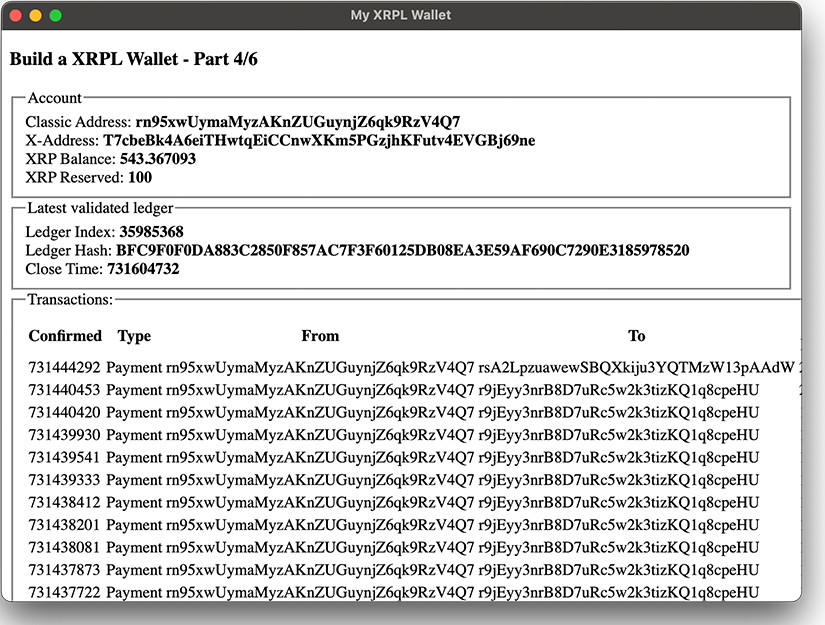 My XRPL Wallet
Build a XRPL Wallet - Part 4/6
Account
Classic Address: rn95xwUymaMyzAKnZUGuynjZ6qk9RzV4Q7
X-Address: T7cbeBk4A6eiTHwtqEiCCnwXKm5PGzjhKFutv4EVGBj69ne
XRP Balance: 543.367093
XRP Reserved: 100
Latest validated ledger
Ledger Index: 35985368
Ledger Hash: BFC9F0F0DA883C2850F857AC7F3F60125DB08EA3E59AF690C7290E3185978520
Close Time: 731604732
Transactions:
Confirmed Type From To
731444292 Payment rn95xwUymaMyzAKnZUGuynjZ6qk9RzV4Q7 rsA2LpzuawewSBQXkiju3YQTMzW13pAAdW
731440453 Payment rn95xwUymaMyzAKnZUGuynjZ6qk9RzV4Q7 r9jEyy3nrB8D7uRc5w2k3tizKQ1q8cpeHU
731440420 Payment rn95xwUymaMyzAKnZUGuynjZ6qk9RzV4Q7 r9jEyy3nrB8D7uRc5w2k3tizKQ1q8cpeHU
731439930 Payment rn95xwUymaMyzAKnZUGuynjZ6qk9RzV4Q7 r9jEyy3nrB8D7uRc5w2k3tizKQ1q8cpeHU
731439541 Payment rn95xwUymaMyzAKnZUGuynjZ6qk9RzV4Q7 r9jEyy3nrB8D7uRc5w2k3tizKQ1q8cpeHU
731439333 Payment rn95xwUymaMyzAKnZUGuynjZ6qk9RzV4Q7 r9jEyy3nrB8D7uRc5w2k3tizKQ1q8cpeHU
731438412 Payment rn95xwUymaMyzAKnZUGuynjZ6qk9RzV4Q7 r9jEyy3nrB8D7uRc5w2k3tizKQ1q8cpeHU
731438201 Payment rn95xwUymaMyzAKnZUGuynjZ6qk9RzV4Q7 r9jEyy3nrB8D7uRc5w2k3tizKQ1q8cpeHU
731438081 Payment rn95xwUymaMyzAKnZUGuynjZ6qk9RzV4Q7 r9jEyy3nrB8D7uRc5w2k3tizKQ1q8cpeHU
731437873 Payment rn95xwUymaMyzAKnZUGuynjZ6qk9RzV4Q7 r9jEyy3nrB8D7uRc5w2k3tizKQ1q8cpeHU
731437722 Payment rn95xwUymaMyzAKnZUGuynjZ6qk9RzV4Q7 r9jEyy3nrB8D7uRc5w2k3tizKQ1q8cpeHU